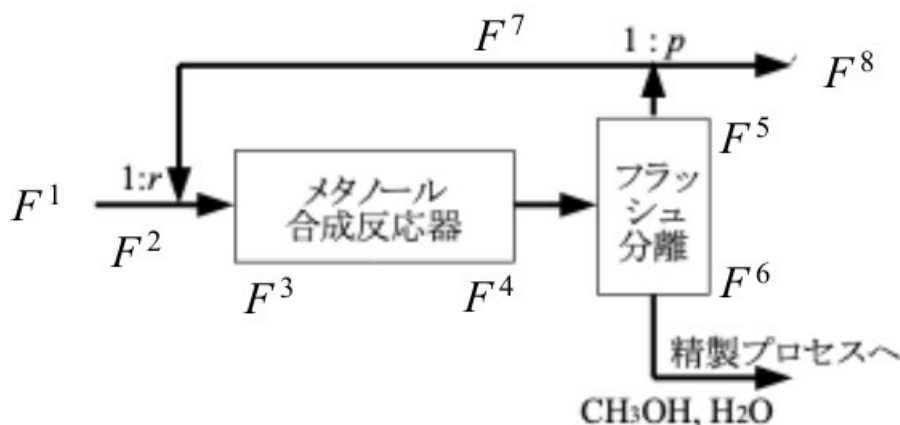 F⁷
1 : p
F⁸
F⁵
1:r
F¹
F²
メタノール
合成反応器
フラッ
シュ
分離
F³
F⁴
F⁶
精製プロセスへ
CH₃OH, H₂O